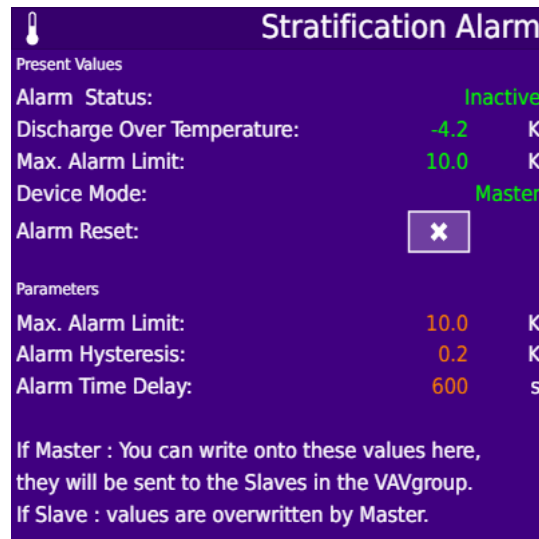 Stratification Alarm
Present Values
Alarm Status: Inactive
Discharge Over Temperature: -4.2 K
Max. Alarm Limit: 10.0 K
Device Mode: Master
Alarm Reset:
Parameters
Max. Alarm Limit: 10.0 K
Alarm Hysteresis: 0.2 K
Alarm Time Delay: 600 s
If Master : You can write onto these values here,
they will be sent to the Slaves in the VAVgroup.
If Slave : values are overwritten by Master.